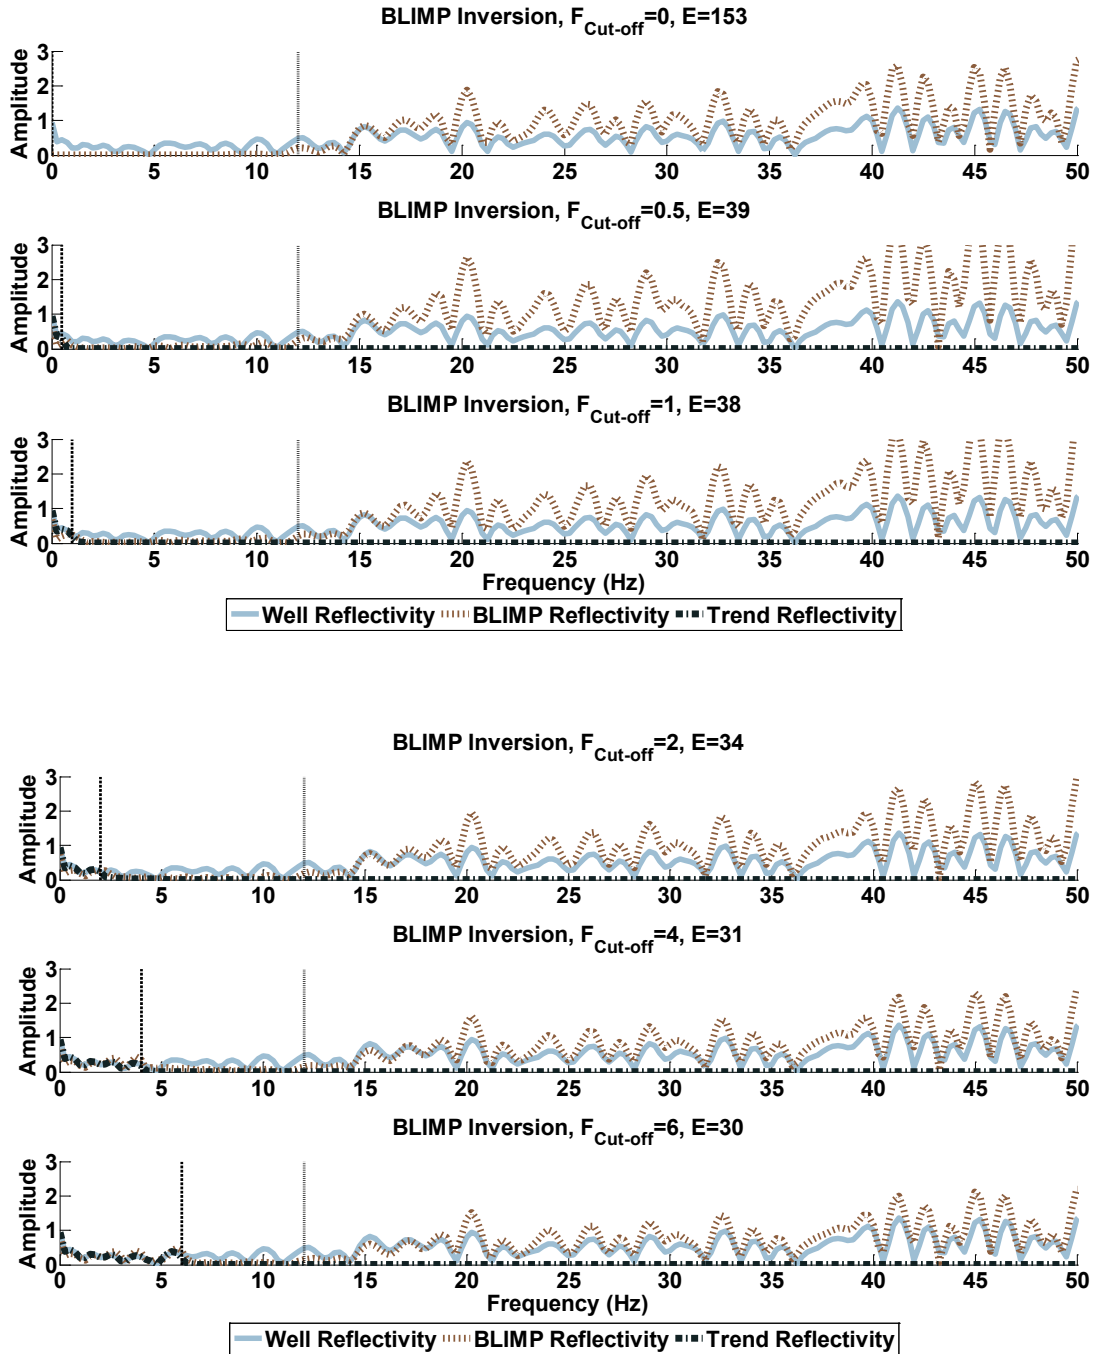 BLIMP Inversion, F_Cut-off=0, E=153
3
2
1
0
Amplitude
0 5 10 15 20 25 30 35 40 45 50
BLIMP Inversion, F_Cut-off=0.5, E=39
3
2
1
0
Amplitude
0 5 10 15 20 25 30 35 40 45 50
BLIMP Inversion, F_Cut-off=1, E=38
3
2
1
0
Amplitude
0 5 10 15 20 25 30 35 40 45 50
Frequency (Hz)
Well Reflectivity BLIMP Reflectivity Trend Reflectivity
BLIMP Inversion, F_Cut-off=2, E=34
3
2
1
0
Amplitude
0 5 10 15 20 25 30 35 40 45 50
BLIMP Inversion, F_Cut-off=4, E=31
3
2
1
0
Amplitude
0 5 10 15 20 25 30 35 40 45 50
BLIMP Inversion, F_Cut-off=6, E=30
3
2
1
0
Amplitude
0 5 10 15 20 25 30 35 40 45 50
Frequency (Hz)
Well Reflectivity BLIMP Reflectivity Trend Reflectivity